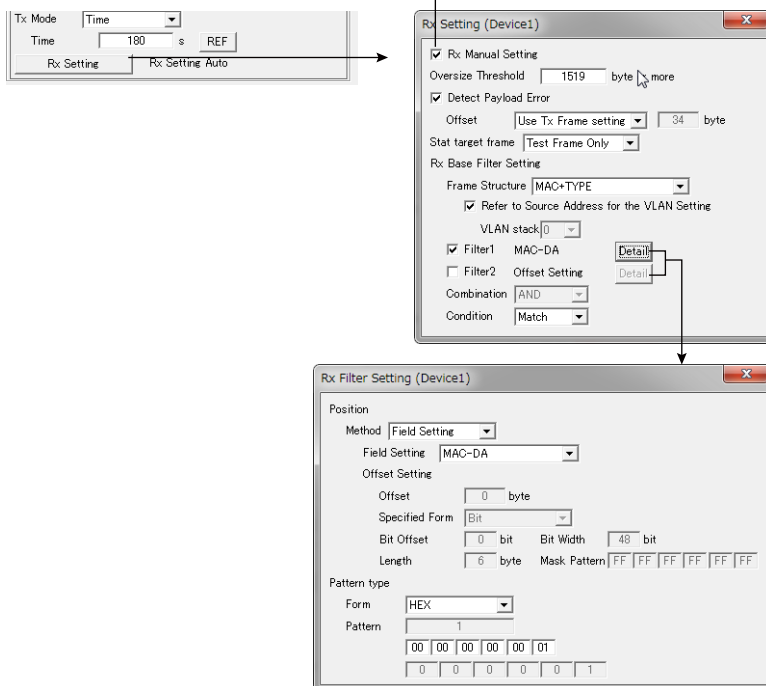 Tx Mode Time
Time 180 s REF
Rx Setting Rx Setting Auto
Rx Setting (Device1)
Rx Manual Setting
Oversize Threshold 1519 byte more
Detect Payload Error
Offset Use Tx Frame setting 34 byte
Stat target frame Test Frame Only
Rx Base Filter Setting
Frame Structure MAC+TYPE
Refer to Source Address for the VLAN Setting
VLAN stack 0
Filter1 MAC-DA Detail
Filter2 Offset Setting Detail
Combination AND
Condition Match
Rx Filter Setting (Device1)
Position
Method Field Setting
Field Setting MAC-DA
Offset Setting
Offset 0 byte
Specified Form Bit
Bit Offset 0 bit Bit Width 48 bit
Length 6 byte Mask Pattern FF FF FF FF FF FF
Pattern type
Form HEX
Pattern 1
00 00 00 00 00 01
0 0 0 0 0 1